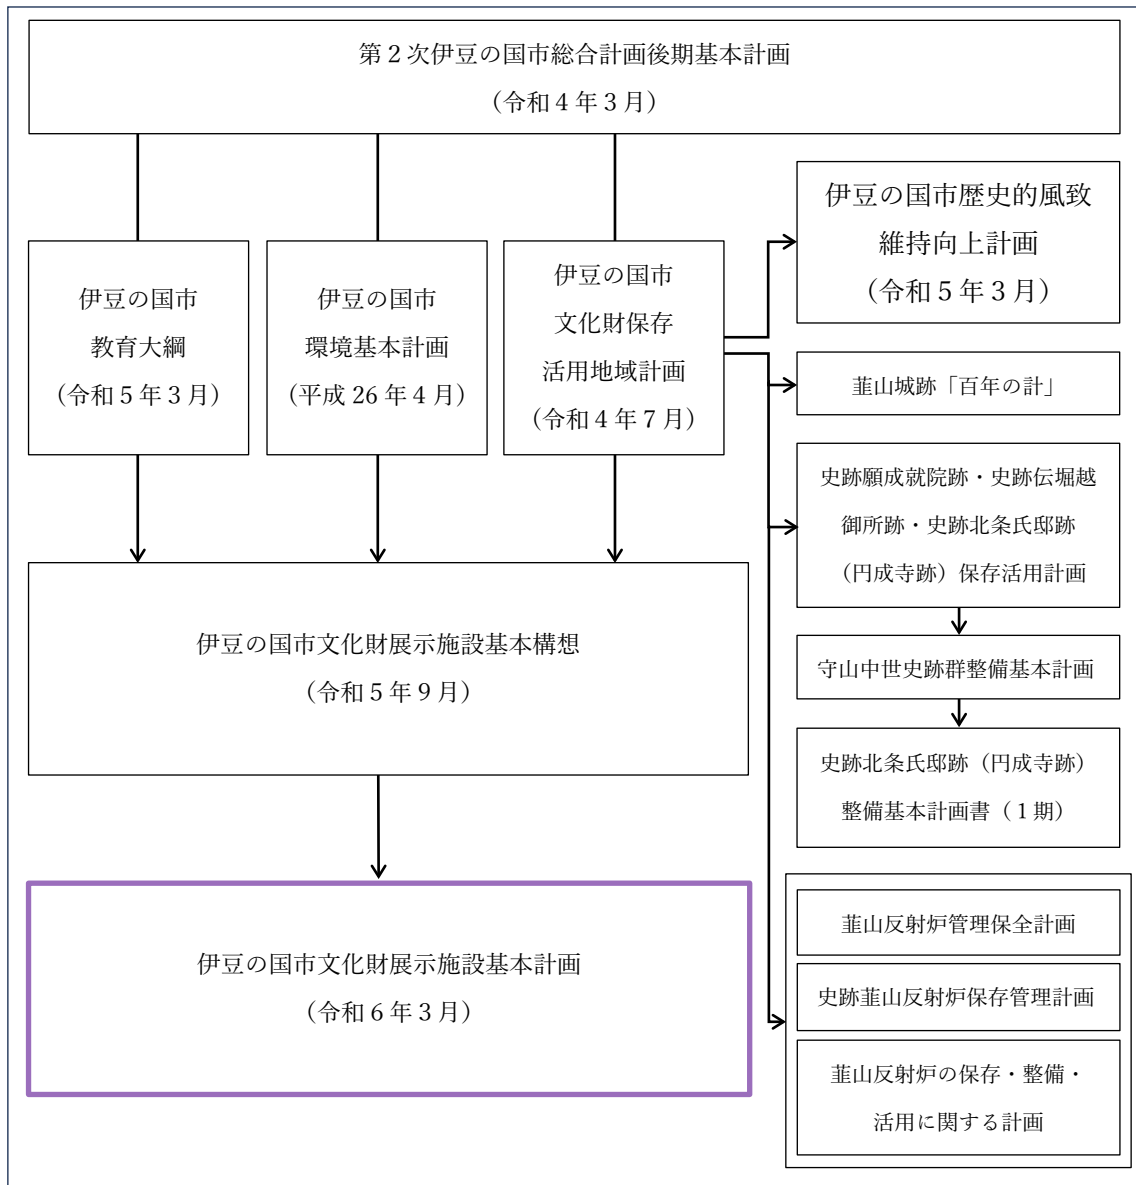 第２次伊豆の国市総合計画後期基本計画
（令和４年３月）
伊豆の国市
教育大綱
（令和５年３月）
伊豆の国市
環境基本計画
（平成 26 年４月）
伊豆の国市
文化財保存
活用地域計画
（令和４年７月）
伊豆の国市歴史的風致
維持向上計画
（令和５年３月）
韮山城跡「百年の計」
史跡願成就院跡・史跡伝堀越
御所跡・史跡北条氏邸跡
（円成寺跡）保存活用計画
守山中世史跡群整備基本計画
史跡北条氏邸跡（円成寺跡）
整備基本計画書（１期）
伊豆の国市文化財展示施設基本構想
（令和５年９月）
伊豆の国市文化財展示施設基本計画
（令和６年３月）
韮山反射炉管理保全計画
史跡韮山反射炉保存管理計画
韮山反射炉の保存・整備・
活用に関する計画